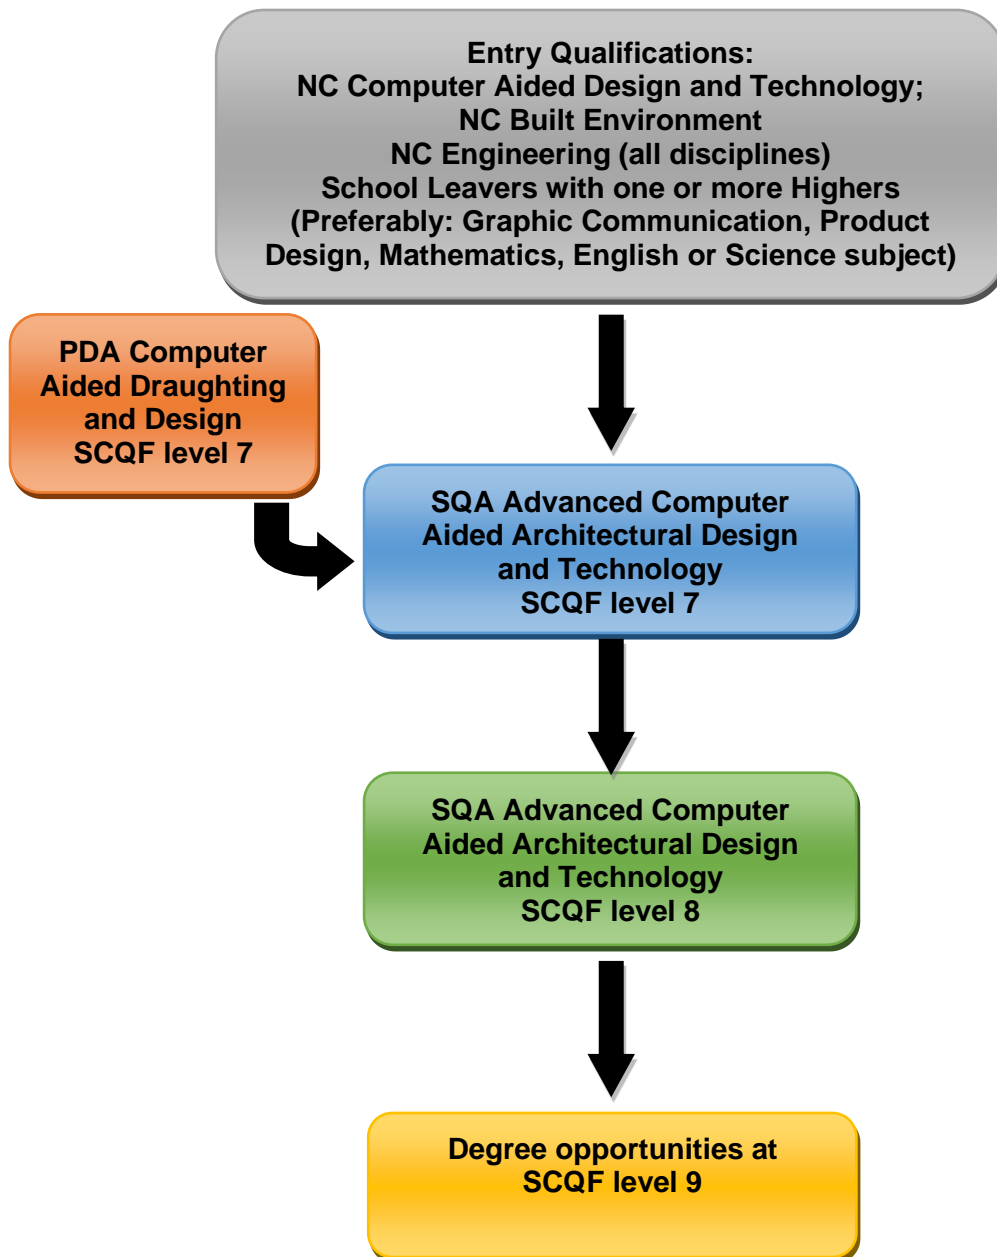 Entry Qualifications:
NC Computer Aided Design and Technology;
NC Built Environment
NC Engineering (all disciplines)
School Leavers with one or more Highers
(Preferably: Graphic Communication, Product
Design, Mathematics, English or Science subject)
PDA Computer
Aided Draughting
and Design
SCQF level 7
SQA Advanced Computer
Aided Architectural Design
and Technology
SCQF level 7
SQA Advanced Computer
Aided Architectural Design
and Technology
SCQF level 8
Degree opportunities at
SCQF level 9